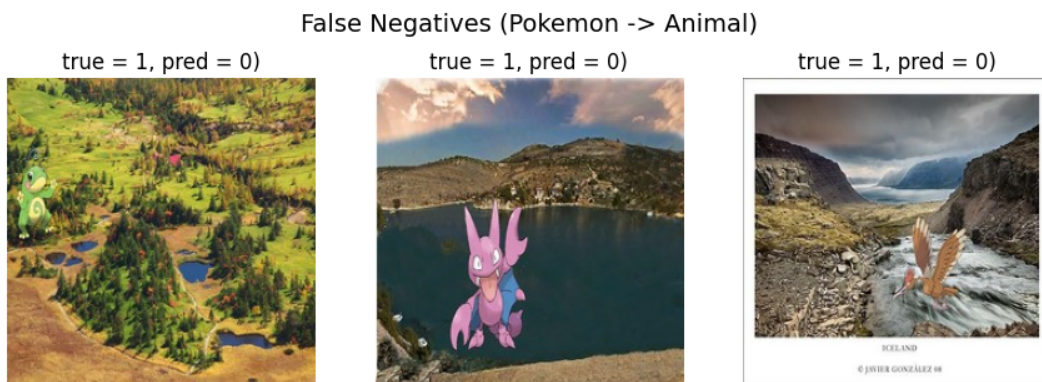 False Negatives (Pokemon -> Animal)
true = 1, pred = 0)
true = 1, pred = 0)
true = 1, pred = 0)
ICELAND
© JAVIER GONZÁLEZ 08